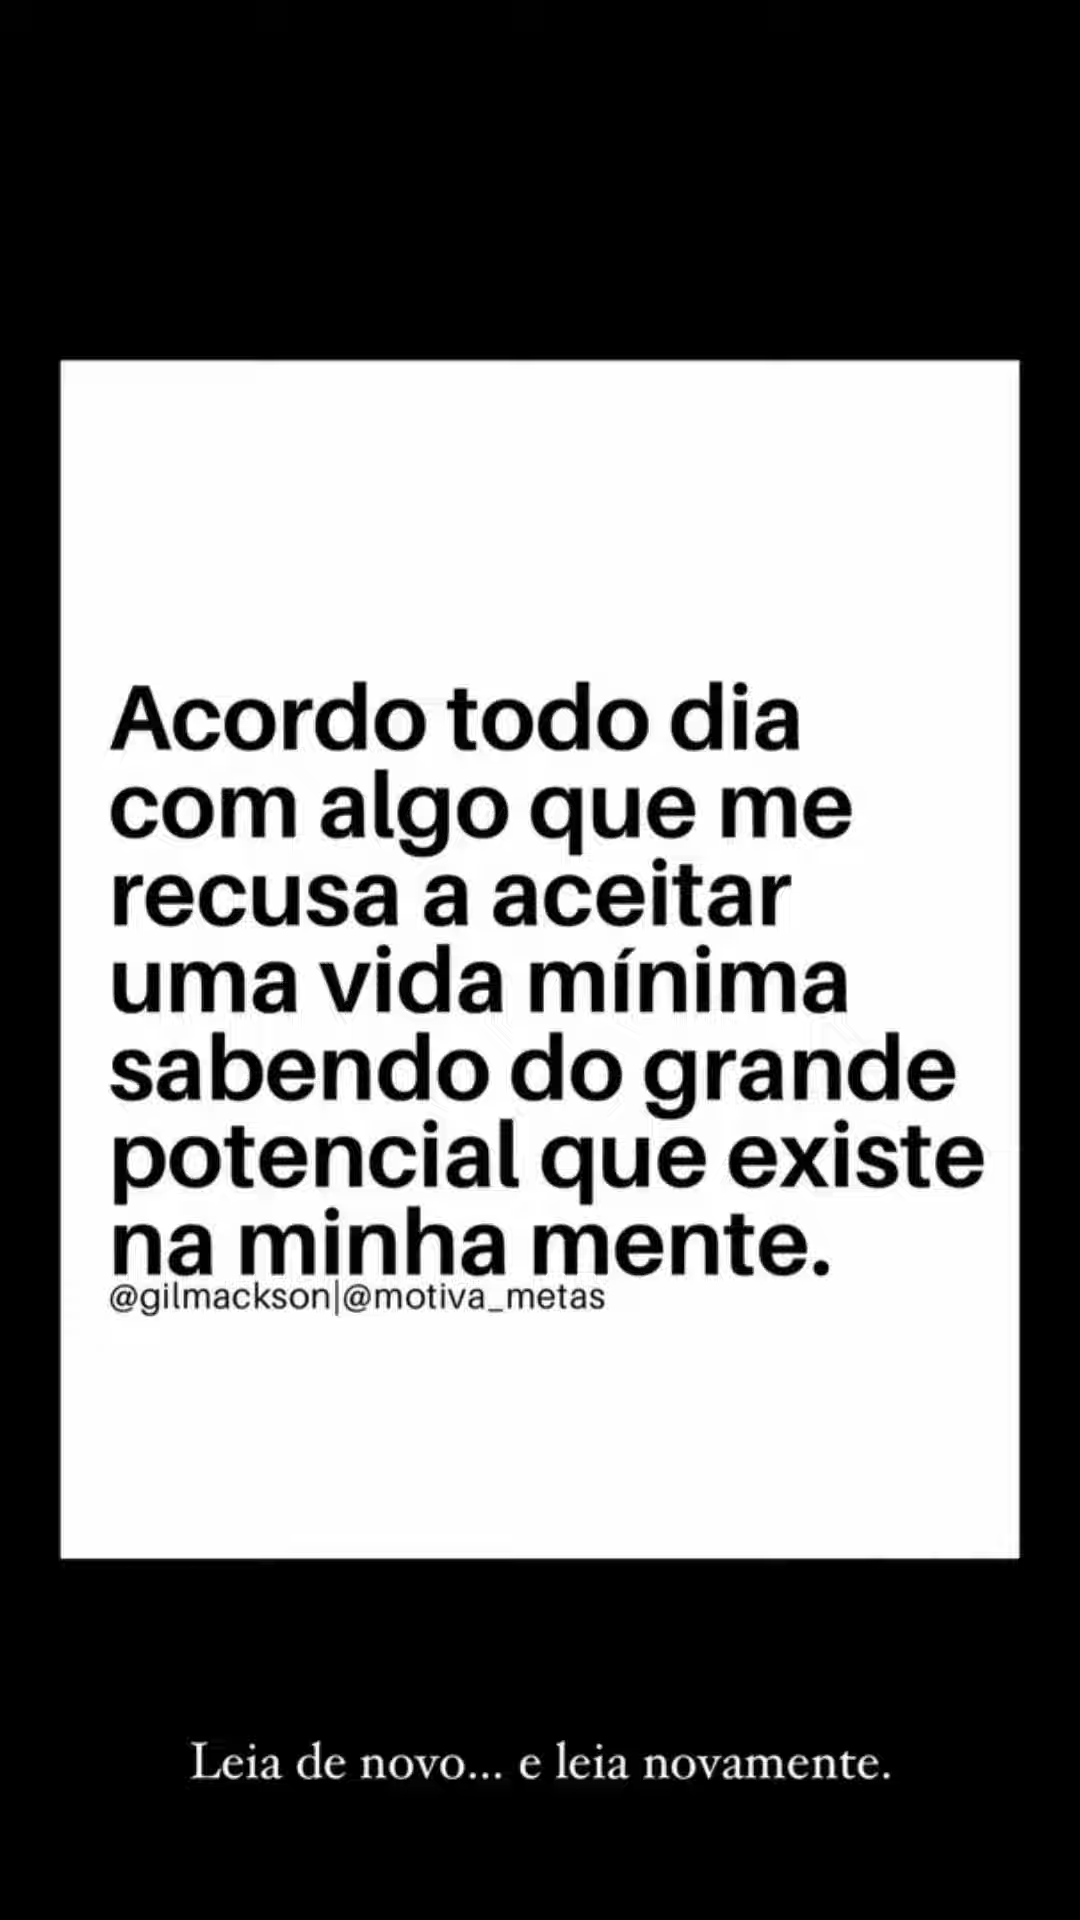 Acordo todo dia
com algo que me
recusa a aceitar
uma vida mínima
sabendo do grande
potencial que existe
na minha mente.
@gilmackson|@motiva_metas
Leia de novo... e leia novamente.